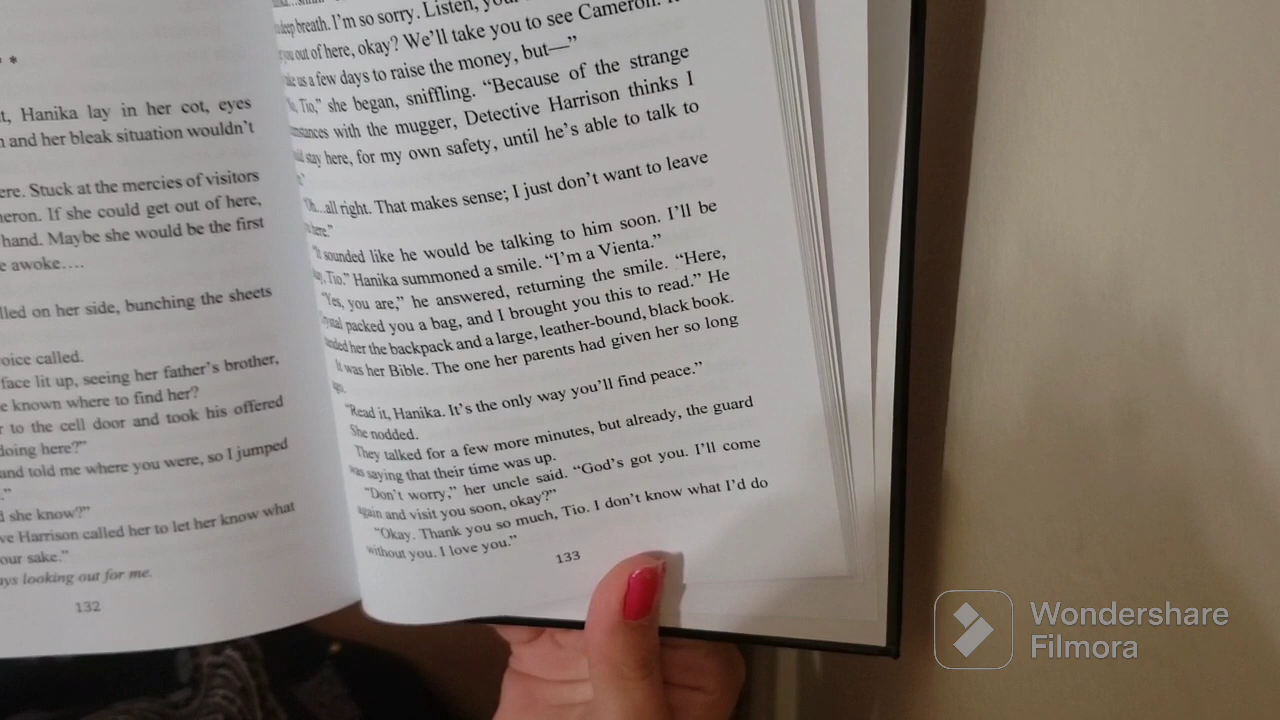 * *
t, Hanika lay in her cot, eyes
and her bleak situation wouldn't
ere. Stuck at the mercies of visitors
meron. If she could get out of here,
hand. Maybe she would be the first
e awoke….
lled on her side, bunching the sheets
oice called.
face lit up, seeing her father's brother,
e known where to find her?
r to the cell door and took his offered
doing here?"
and told me where you were, so I jumped
."
d she know?"
ve Harrison called her to let her know what
our sake."
ays looking out for me.
132
deep breath. I'm so sorry. Listen,
you out of here, okay? We'll take you to see Cameron.
us a few days to raise the money, but—"
Tio," she began, sniffling. "Because of the strange
mstances with the mugger, Detective Harrison thinks I
stay here, for my own safety, until he's able to talk to
"Oh...all right. That makes sense; I just don't want to leave
here."
"It sounded like he would be talking to him soon. I'll be
Tio." Hanika summoned a smile. "I'm a Vienta."
"Yes, you are," he answered, returning the smile. "Here,
packed you a bag, and I brought you this to read." He
handed her the backpack and a large, leather-bound, black book.
It was her Bible. The one her parents had given her so long
ago.
"Read it, Hanika. It's the only way you'll find peace."
She nodded.
They talked for a few more minutes, but already, the guard
was saying that their time was up.
"Don't worry," her uncle said. "God's got you. I'll come
again and visit you soon, okay?"
"Okay. Thank you so much, Tio. I don't know what I'd do
without you. I love you."
133
Wondershare
Filmora